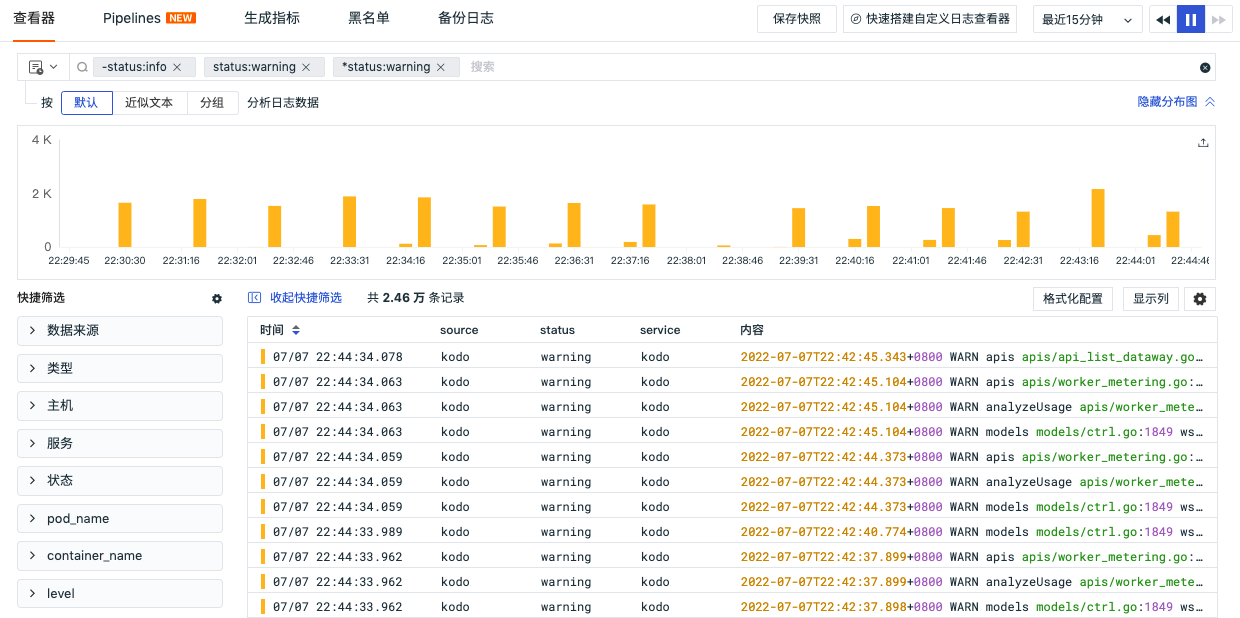 查看器 Pipelines NEW 生成指标 黑名单 备份日志 保存快照 快速搭建自定义日志查看器 最近15分钟
-status:info status:warning *status:warning 搜索
按 默认 近似文本 分组 分析日志数据 隐藏分布图
4 K
2 K
0
22:29:45 22:30:30 22:31:16 22:32:01 22:32:46 22:33:31 22:34:16 22:35:01 22:35:46 22:36:31 22:37:16 22:38:01 22:38:46 22:39:31 22:40:16 22:41:01 22:41:46 22:42:31 22:43:16 22:44:01 22:44:46
快捷筛选 收起快捷筛选 共 2.46 万 条记录 格式化配置 显示列
数据来源
类型
主机
服务
状态
pod_name
container_name
level
时间 source status service 内容
07/07 22:44:34.078 kodo warning kodo 2022-07-07T22:42:45.343+0800 WARN apis apis/api_list_dataway.go…
07/07 22:44:34.063 kodo warning kodo 2022-07-07T22:42:45.104+0800 WARN apis apis/worker_metering.go:…
07/07 22:44:34.063 kodo warning kodo 2022-07-07T22:42:45.104+0800 WARN analyzeUsage apis/worker_mete…
07/07 22:44:34.063 kodo warning kodo 2022-07-07T22:42:45.104+0800 WARN models models/ctrl.go:1849 ws…
07/07 22:44:34.059 kodo warning kodo 2022-07-07T22:42:44.373+0800 WARN apis apis/worker_metering.go:…
07/07 22:44:34.059 kodo warning kodo 2022-07-07T22:42:44.373+0800 WARN analyzeUsage apis/worker_mete…
07/07 22:44:34.059 kodo warning kodo 2022-07-07T22:42:44.373+0800 WARN models models/ctrl.go:1849 ws…
07/07 22:44:33.989 kodo warning kodo 2022-07-07T22:42:40.774+0800 WARN models models/ctrl.go:1849 ws…
07/07 22:44:33.962 kodo warning kodo 2022-07-07T22:42:37.899+0800 WARN apis apis/worker_metering.go:…
07/07 22:44:33.962 kodo warning kodo 2022-07-07T22:42:37.899+0800 WARN analyzeUsage apis/worker_mete…
07/07 22:44:33.962 kodo warning kodo 2022-07-07T22:42:37.898+0800 WARN models models/ctrl.go:1849 ws…